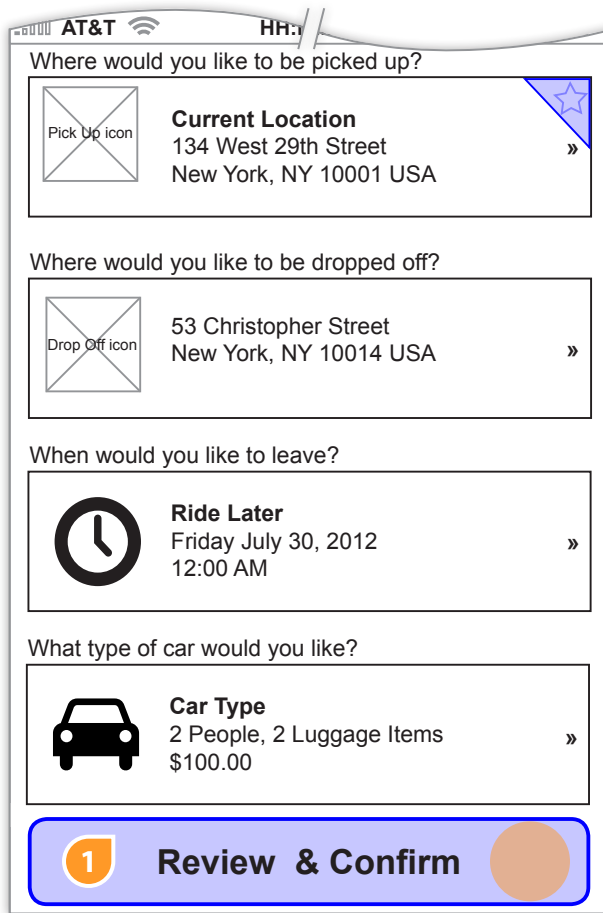 AT&T
Where would you like to be picked up?
Pick Up icon
Current Location
134 West 29th Street
New York, NY 10001 USA
»
Where would you like to be dropped off?
Drop Off icon
53 Christopher Street
New York, NY 10014 USA
»
When would you like to leave?
Ride Later
Friday July 30, 2012
12:00 AM
»
What type of car would you like?
Car Type
2 People, 2 Luggage Items
$100.00
»
1 Review & Confirm